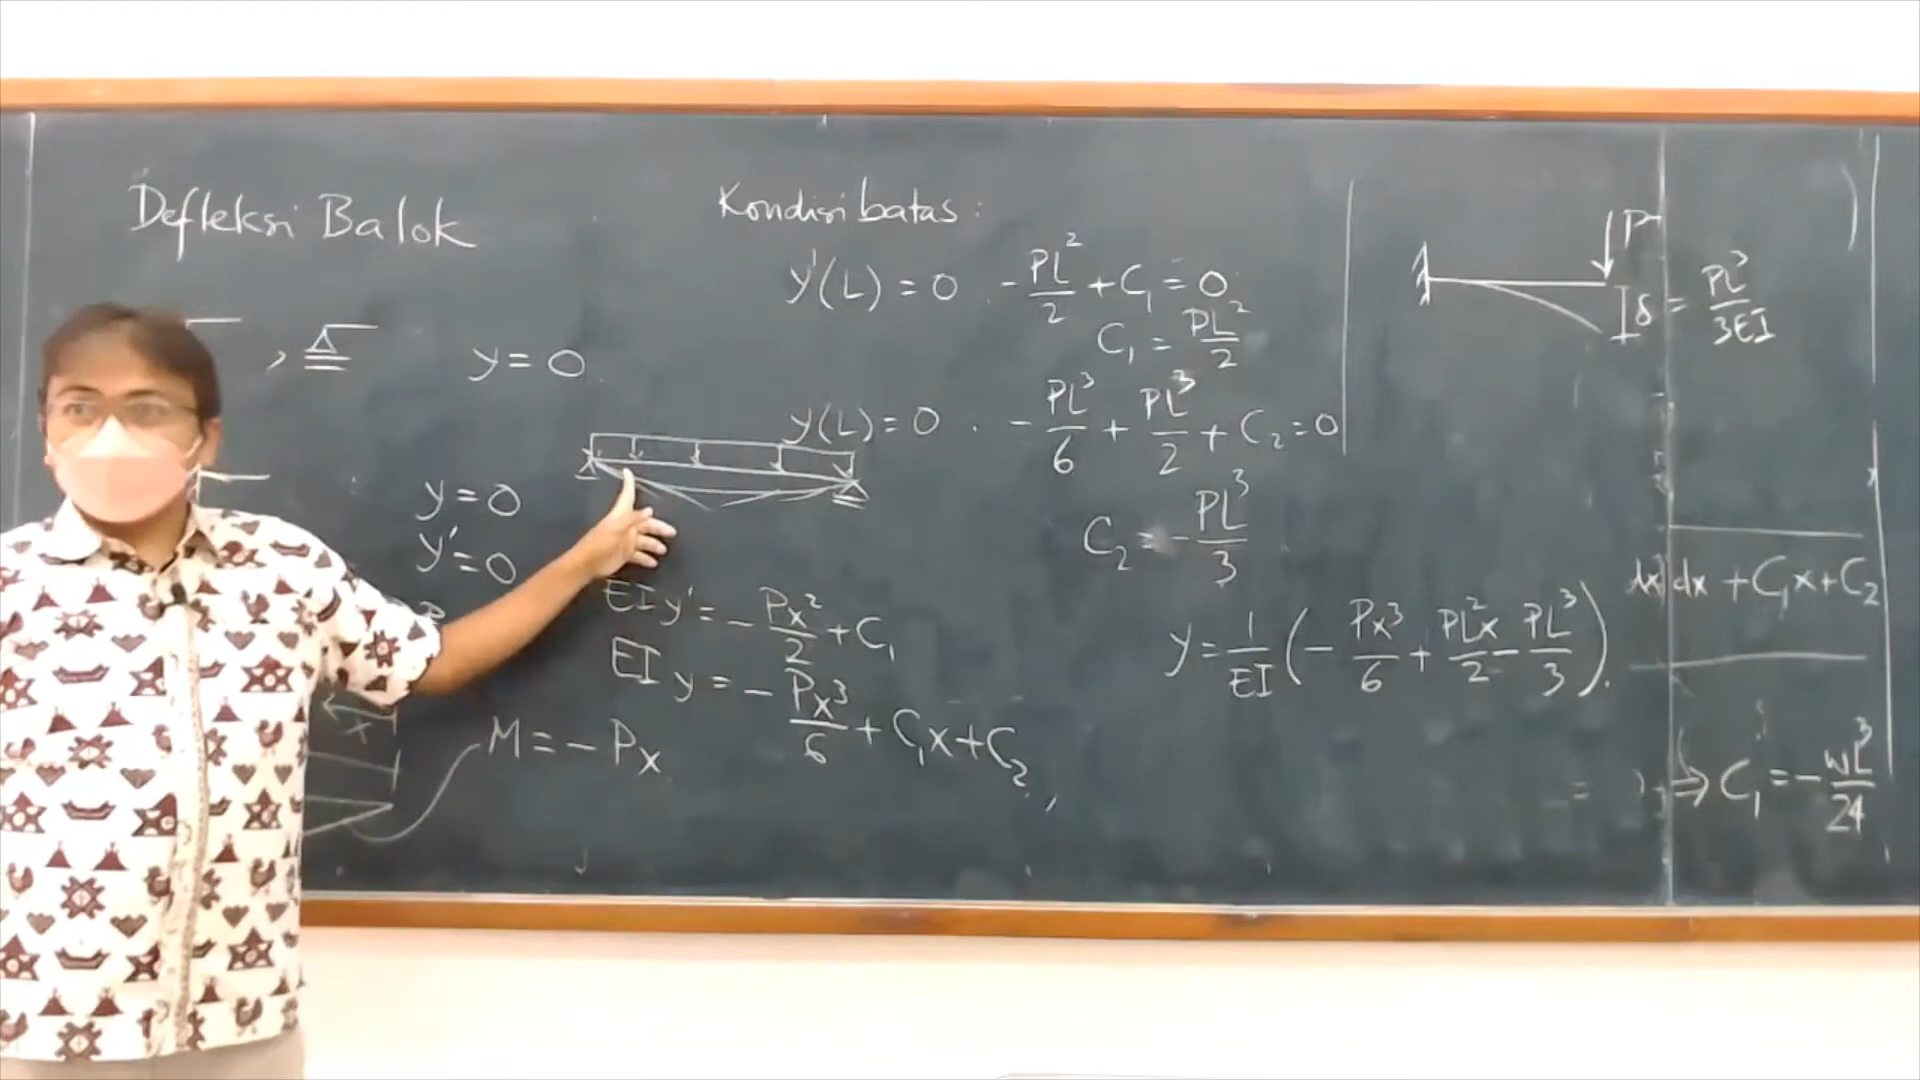 Defleksi Balok
y = 0
y = 0
y' = 0
EI y' = - Px²/2 + C₁
EI y = - Px³/6 + C₁x + C₂
M = - Px
Kondisi batas :
y'(L) = 0 - PL²/2 + C₁ = 0
C₁ = PL²/2
y(L) = 0 - PL³/6 + PL³/2 + C₂ = 0
C₂ = - PL³/3
y = 1/EI (- Px³/6 + PL²x/2 - PL³/3)
P
δ = PL³/3EI
dx + C₁x + C₂
⇒ C₁ = - wL³/24
x